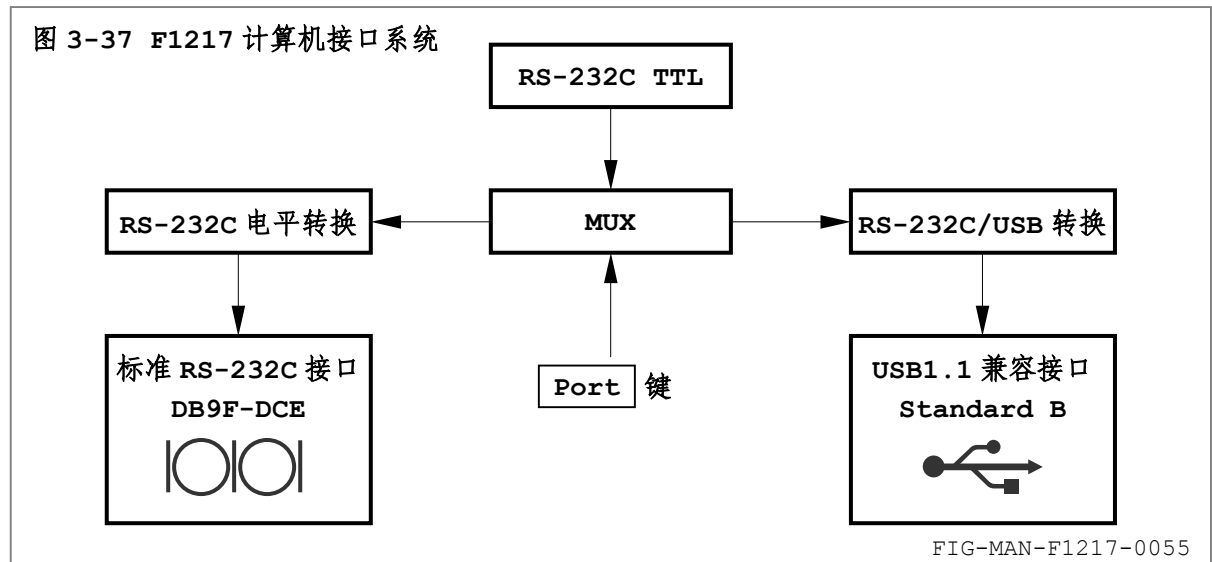 图 3-37 F1217 计算机接口系统
RS-232C TTL
RS-232C 电平转换
MUX
RS-232C/USB 转换
标准 RS-232C 接口
DB9F-DCE
Port 键
USB1.1 兼容接口
Standard B
FIG-MAN-F1217-0055